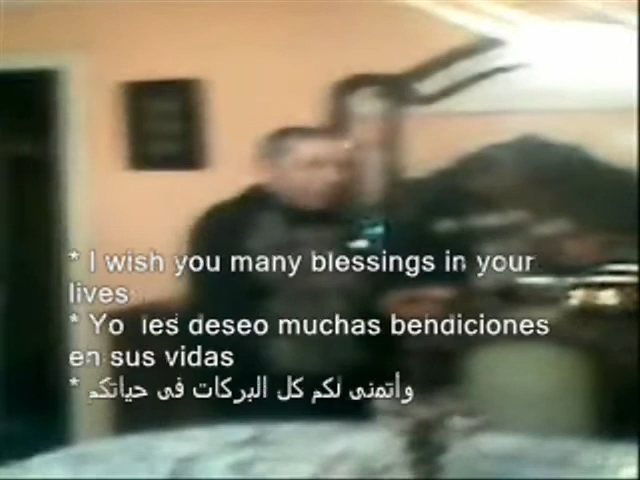 * I wish you many blessings in your
lives
* Yo les deseo muchas bendiciones
en sus vidas
* وأتمنى لكم كل البركات فى حياتكم